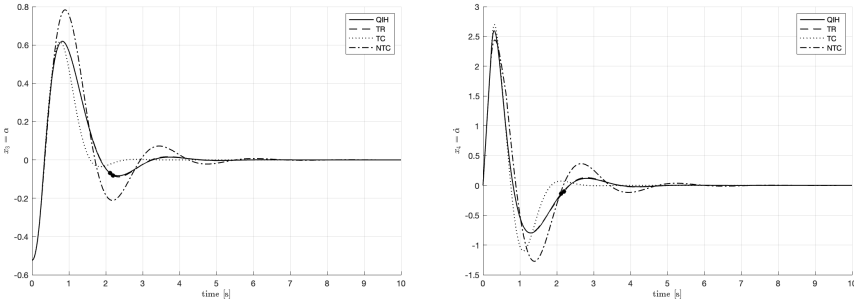 0.8
0.6
0.4
0.2
0
-0.2
-0.4
-0.6
0 1 2 3 4 5 6 7 8 9 10
x₃ = α
time [s]
QIH
TR
TC
NTC
3
2.5
2
1.5
1
0.5
0
-0.5
-1
-1.5
0 1 2 3 4 5 6 7 8 9 10
x₄ = α̇
time [s]
QIH
TR
TC
NTC